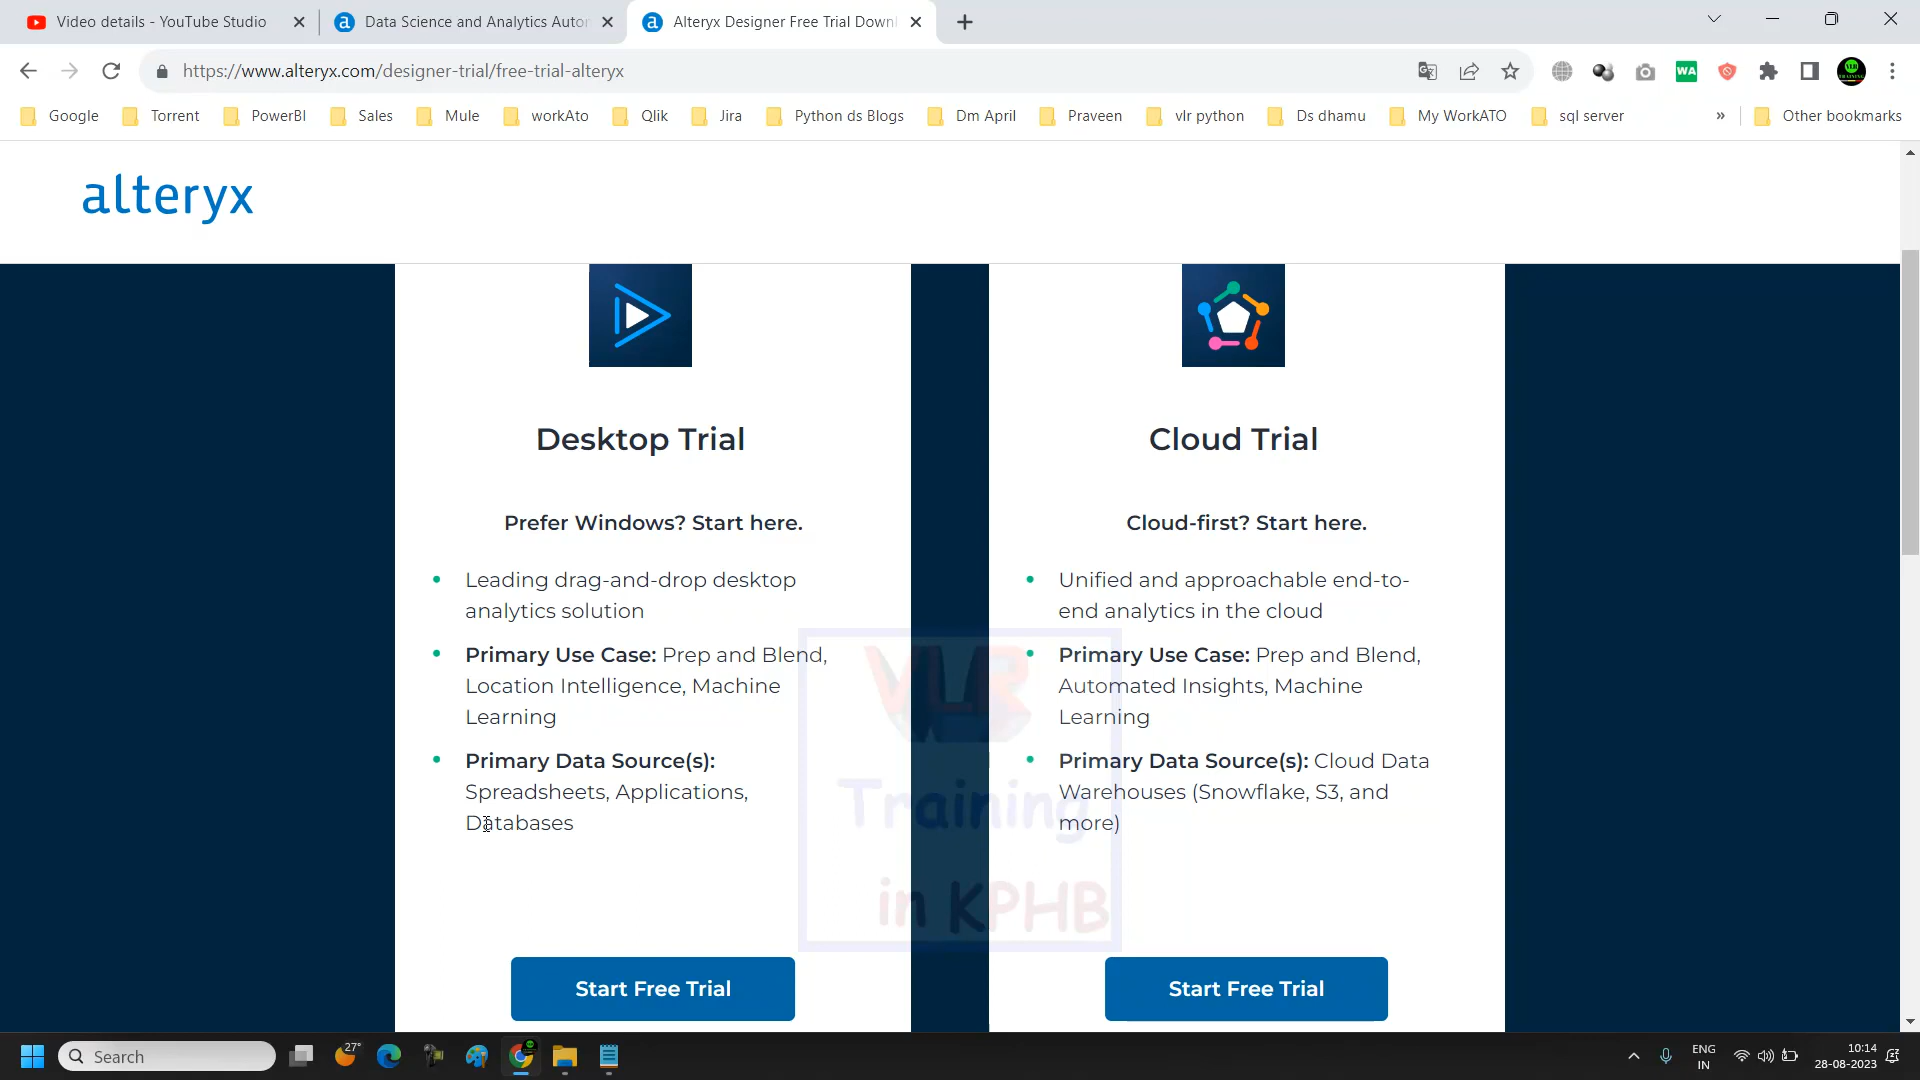 Video details - YouTube Studio
Data Science and Analytics Autor
Alteryx Designer Free Trial Down
https://www.alteryx.com/designer-trial/free-trial-alteryx
WA
Google
Torrent
PowerBI
Sales
Mule
workAto
Qlik
Jira
Python ds Blogs
Dm April
Praveen
vlr python
Ds dhamu
My WorkATO
sql server
»
Other bookmarks
alteryx
Desktop Trial
Prefer Windows? Start here.
• Leading drag-and-drop desktop
analytics solution
• Primary Use Case: Prep and Blend,
Location Intelligence, Machine
Learning
• Primary Data Source(s):
Spreadsheets, Applications,
Databases
Start Free Trial
Cloud Trial
Cloud-first? Start here.
• Unified and approachable end-to-
end analytics in the cloud
• Primary Use Case: Prep and Blend,
Automated Insights, Machine
Learning
• Primary Data Source(s): Cloud Data
Warehouses (Snowflake, S3, and
more)
Start Free Trial
VLR
Training
in KPHB
Search
27°
ENG
IN
10:14
28-08-2023